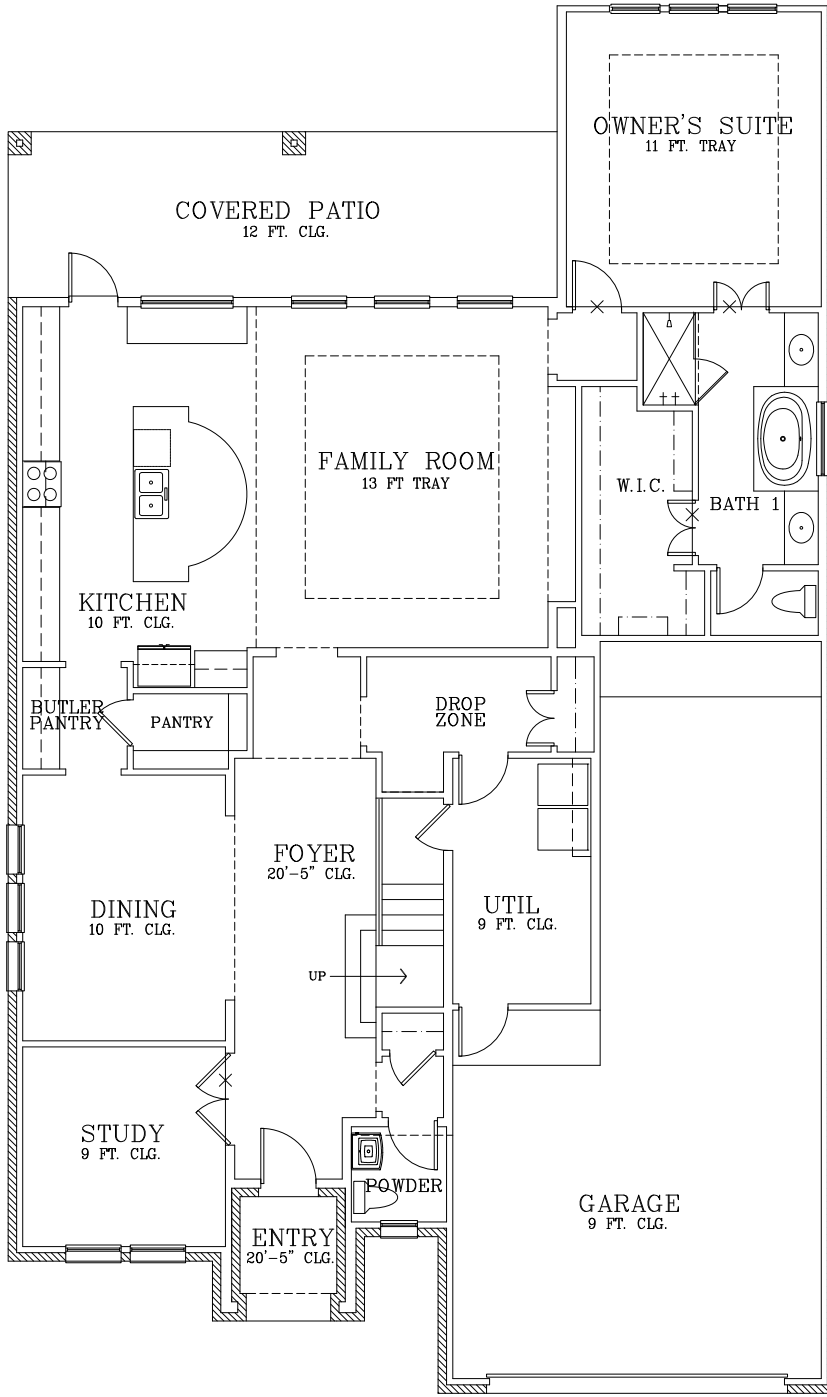 OWNER'S SUITE
11 FT. TRAY
COVERED PATIO
12 FT. CLG.
FAMILY ROOM
13 FT TRAY
W.I.C.
BATH 1
KITCHEN
10 FT. CLG.
BUTLER
PANTRY
PANTRY
DROP
ZONE
FOYER
20'-5" CLG.
DINING
10 FT. CLG.
UTIL
9 FT. CLG.
UP
STUDY
9 FT. CLG.
POWDER
GARAGE
9 FT. CLG.
ENTRY
20'-5" CLG.